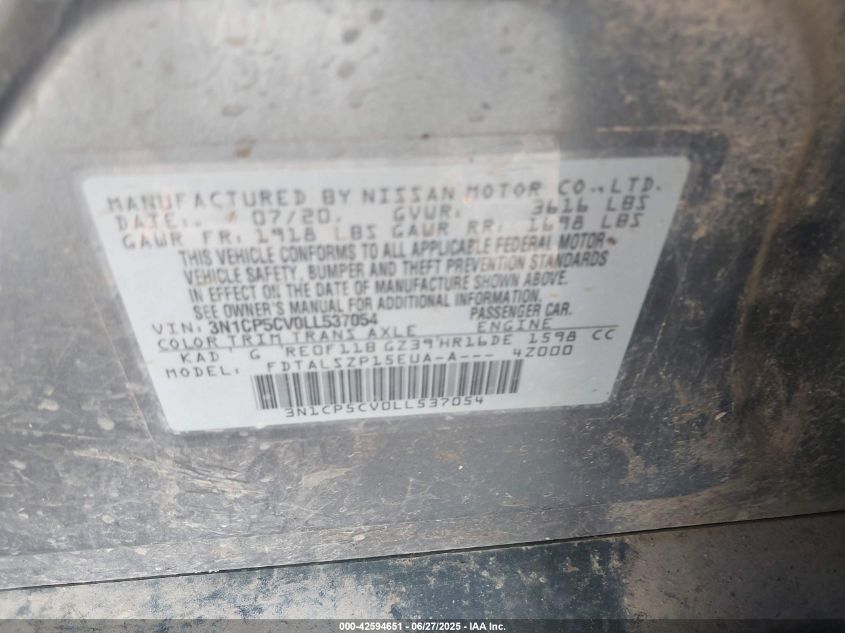 MANUFACTURED BY NISSAN MOTOR CO., LTD.
DATE: 07/20 GVWR: 3616 LBS
GAWR FR: 1918 LBS GAWR RR: 1698 LBS
THIS VEHICLE CONFORMS TO ALL APPLICABLE FEDERAL MOTOR
VEHICLE SAFETY, BUMPER AND THEFT PREVENTION STANDARDS
IN EFFECT ON THE DATE OF MANUFACTURE SHOWN ABOVE.
SEE OWNER'S MANUAL FOR ADDITIONAL INFORMATION.
VIN: 3N1CP5CV0LL537054 PASSENGER CAR.
COLOR TRIM TRANS AXLE ENGINE
KAD G RE0F11B GZ39 HR16DE 1598 CC
MODEL: FDTALSZP15EUA-A--- 4Z000
3N1CP5CV0LL537054
000-42594651 | 06/27/2025 | IAA Inc.